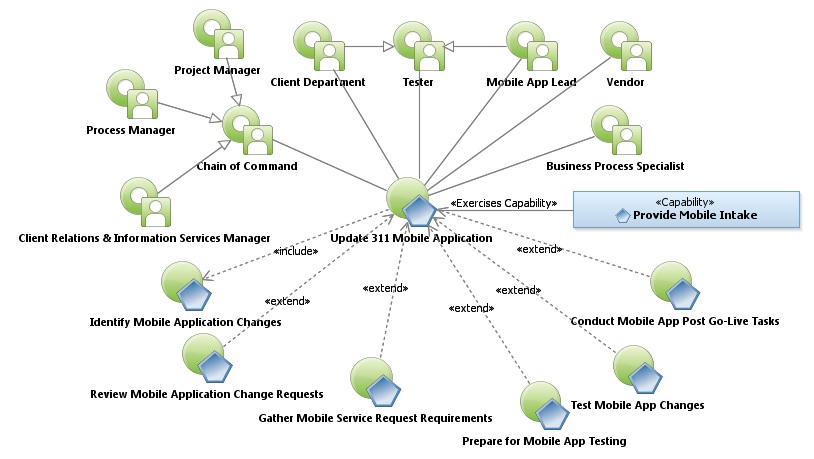 Project Manager
Client Department
Tester
Mobile App Lead
Vendor
Process Manager
Chain of Command
Business Process Specialist
Client Relations & Information Services Manager
Update 311 Mobile Application
«Exercises Capability»
«Capability»
Provide Mobile Intake
«include»
«extend»
«extend»
«extend»
«extend»
«extend»
Identify Mobile Application Changes
Conduct Mobile App Post Go-Live Tasks
Review Mobile Application Change Requests
Gather Mobile Service Request Requirements
Test Mobile App Changes
Prepare for Mobile App Testing